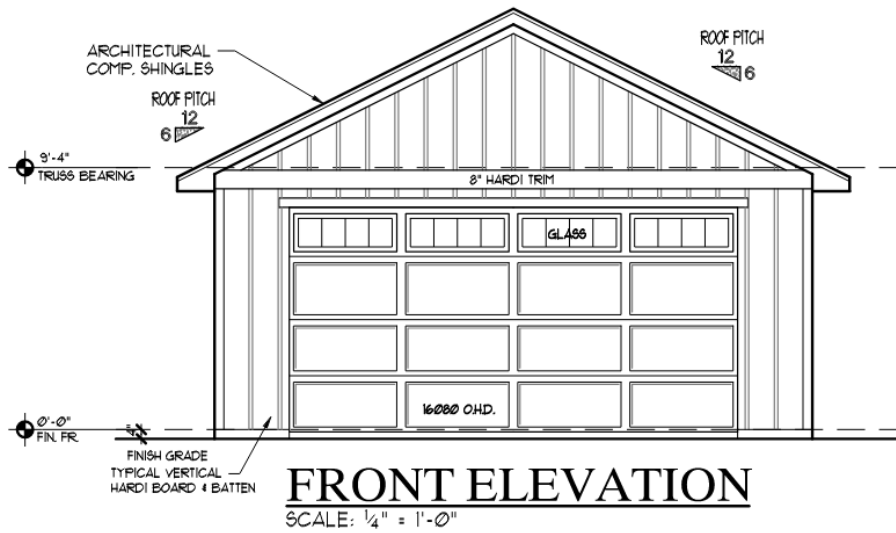 ARCHITECTURAL
COMP. SHINGLES
ROOF PITCH
12
6
ROOF PITCH
12
6
9'-4"
TRUSS BEARING
8" HARDI TRIM
GLASS
16080 O.H.D.
0'-0"
FIN. FR.
4"
FINISH GRADE
TYPICAL VERTICAL
HARDI BOARD & BATTEN
FRONT ELEVATION
SCALE: 1/4" = 1'-0"